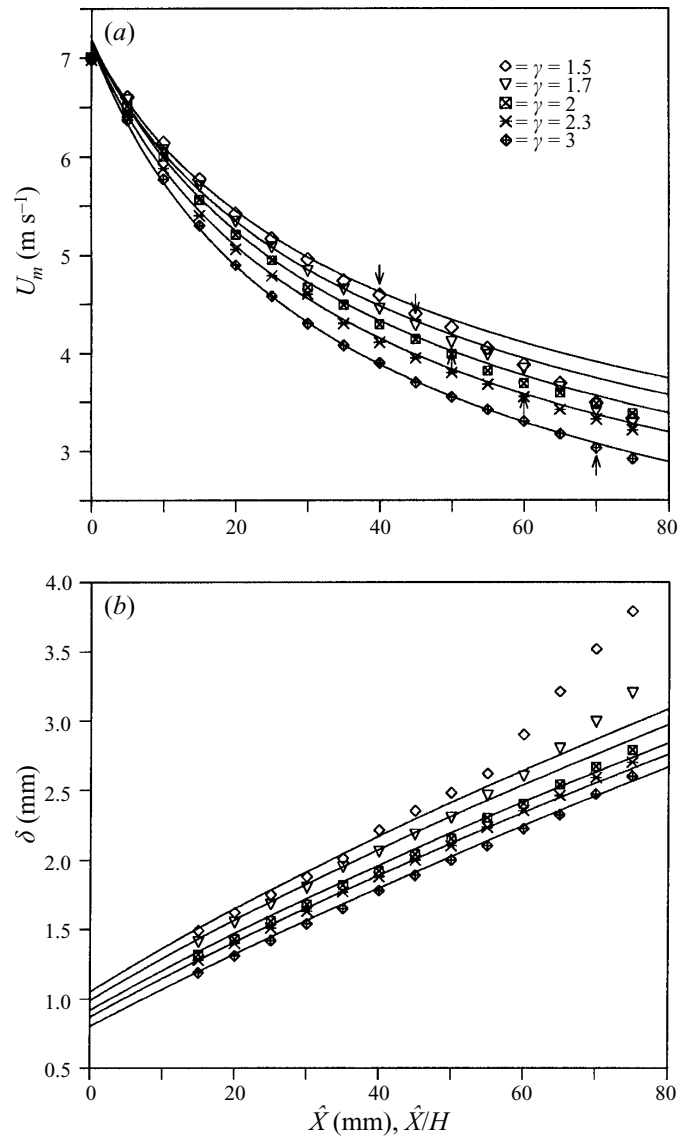 (a)
7
6
5
4
3
U_m (m s⁻¹)
= γ = 1.5
= γ = 1.7
= γ = 2
= γ = 2.3
= γ = 3
0 20 40 60 80
(b)
4.0
3.5
3.0
2.5
2.0
1.5
1.0
0.5
δ (mm)
0 20 40 60 80
X̂ (mm), X̂/H